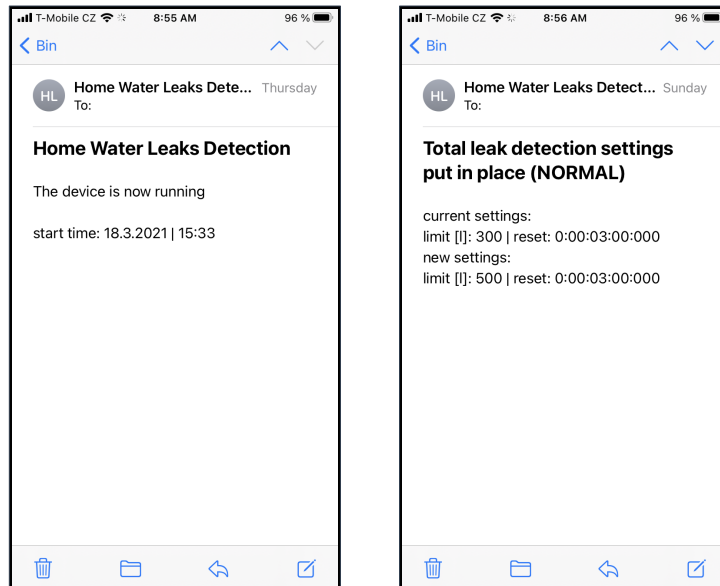 T-Mobile CZ 8:55 AM 96 %
Bin
HL
Home Water Leaks Dete... Thursday
To:
Home Water Leaks Detection
The device is now running
start time: 18.3.2021 | 15:33
T-Mobile CZ 8:56 AM 96 %
Bin
HL
Home Water Leaks Detect... Sunday
To:
Total leak detection settings
put in place (NORMAL)
current settings:
limit [l]: 300 | reset: 0:00:03:00:000
new settings:
limit [l]: 500 | reset: 0:00:03:00:000